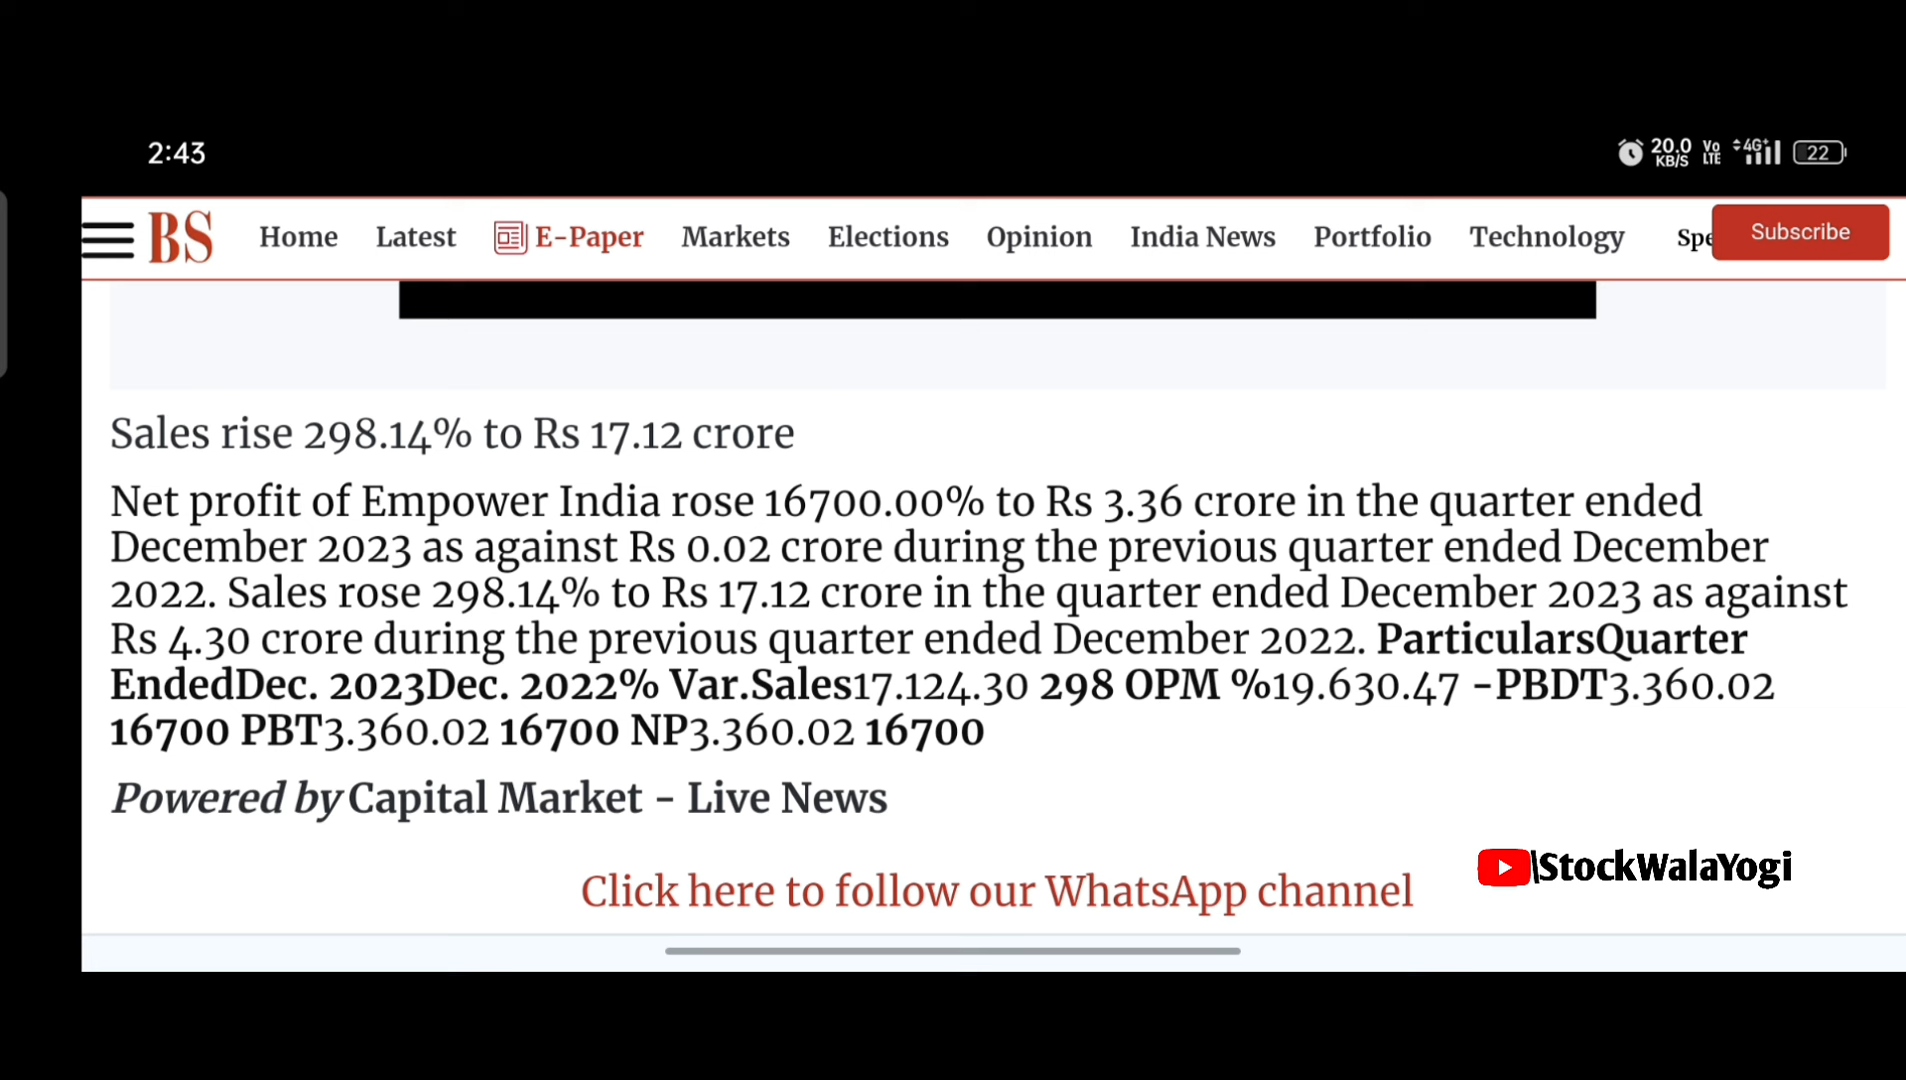 2:43
20.0 KB/S Vo LTE 4G+ 22
BS Home Latest E-Paper Markets Elections Opinion India News Portfolio Technology Spe Subscribe
Sales rise 298.14% to Rs 17.12 crore
Net profit of Empower India rose 16700.00% to Rs 3.36 crore in the quarter ended
December 2023 as against Rs 0.02 crore during the previous quarter ended December
2022. Sales rose 298.14% to Rs 17.12 crore in the quarter ended December 2023 as against
Rs 4.30 crore during the previous quarter ended December 2022. ParticularsQuarter
EndedDec. 2023Dec. 2022% Var.Sales17.124.30 298 OPM %19.630.47 -PBDT3.360.02
16700 PBT3.360.02 16700 NP3.360.02 16700
Powered by Capital Market - Live News
\StockWalaYogi
Click here to follow our WhatsApp channel